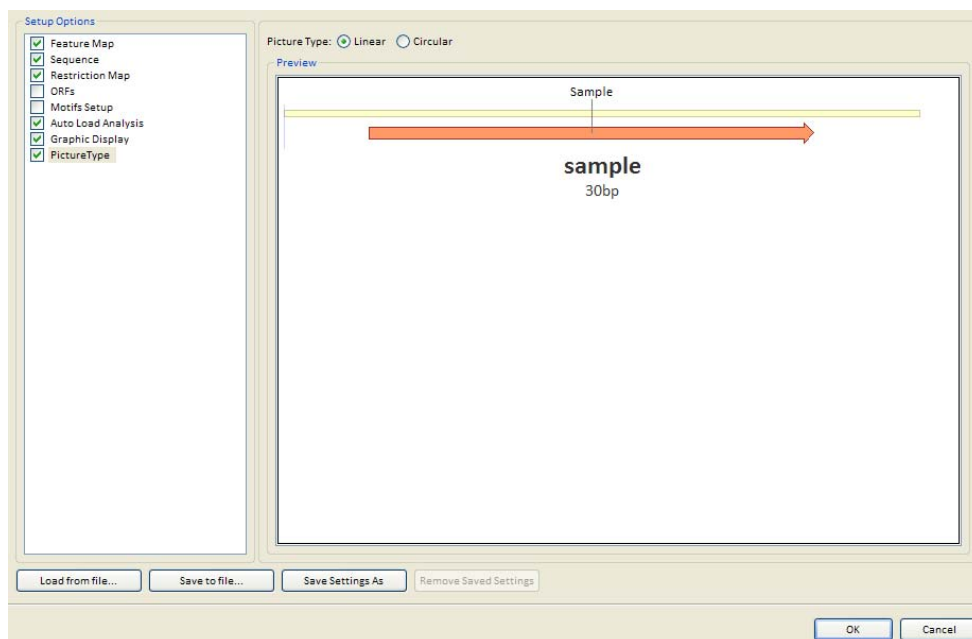 Setup Options
Feature Map
Sequence
Restriction Map
ORFs
Motifs Setup
Auto Load Analysis
Graphic Display
PictureType
Picture Type: Linear Circular
Preview
Sample
sample
30bp
Load from file... Save to file... Save Settings As Remove Saved Settings
OK Cancel